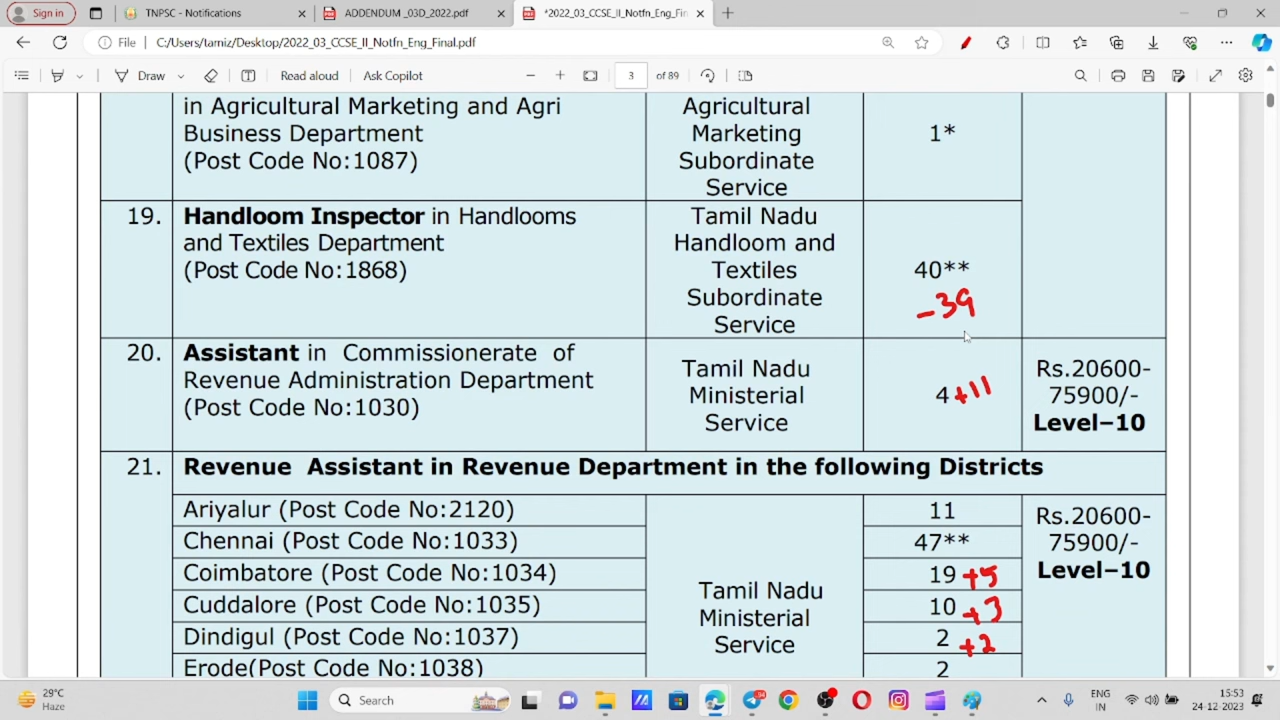 Sign in
TNPSC - Notifications
ADDENDUM _03D_2022.pdf
*2022_03_CCSE_II_Notfn_Eng_Fin
File
C:/Users/tamiz/Desktop/2022_03_CCSE_II_Notfn_Eng_Final.pdf
Draw
Read aloud
Ask Copilot
3
of 89
in Agricultural Marketing and Agri
Business Department
(Post Code No:1087)
Agricultural
Marketing
Subordinate
Service
1*
19.
Handloom Inspector in Handlooms
and Textiles Department
(Post Code No:1868)
Tamil Nadu
Handloom and
Textiles
Subordinate
Service
40**
-39
20.
Assistant in Commissionerate of
Revenue Administration Department
(Post Code No:1030)
Tamil Nadu
Ministerial
Service
4 +11
Rs.20600-
75900/-
Level–10
21.
Revenue Assistant in Revenue Department in the following Districts
Ariyalur (Post Code No:2120)
11
Chennai (Post Code No:1033)
47**
Coimbatore (Post Code No:1034)
19 +5
Cuddalore (Post Code No:1035)
10 +3
Dindigul (Post Code No:1037)
2 +2
Erode(Post Code No:1038)
2
Tamil Nadu
Ministerial
Service
Rs.20600-
75900/-
Level–10
29°C
Haze
Search
ENG
IN
15:53
24-12-2023